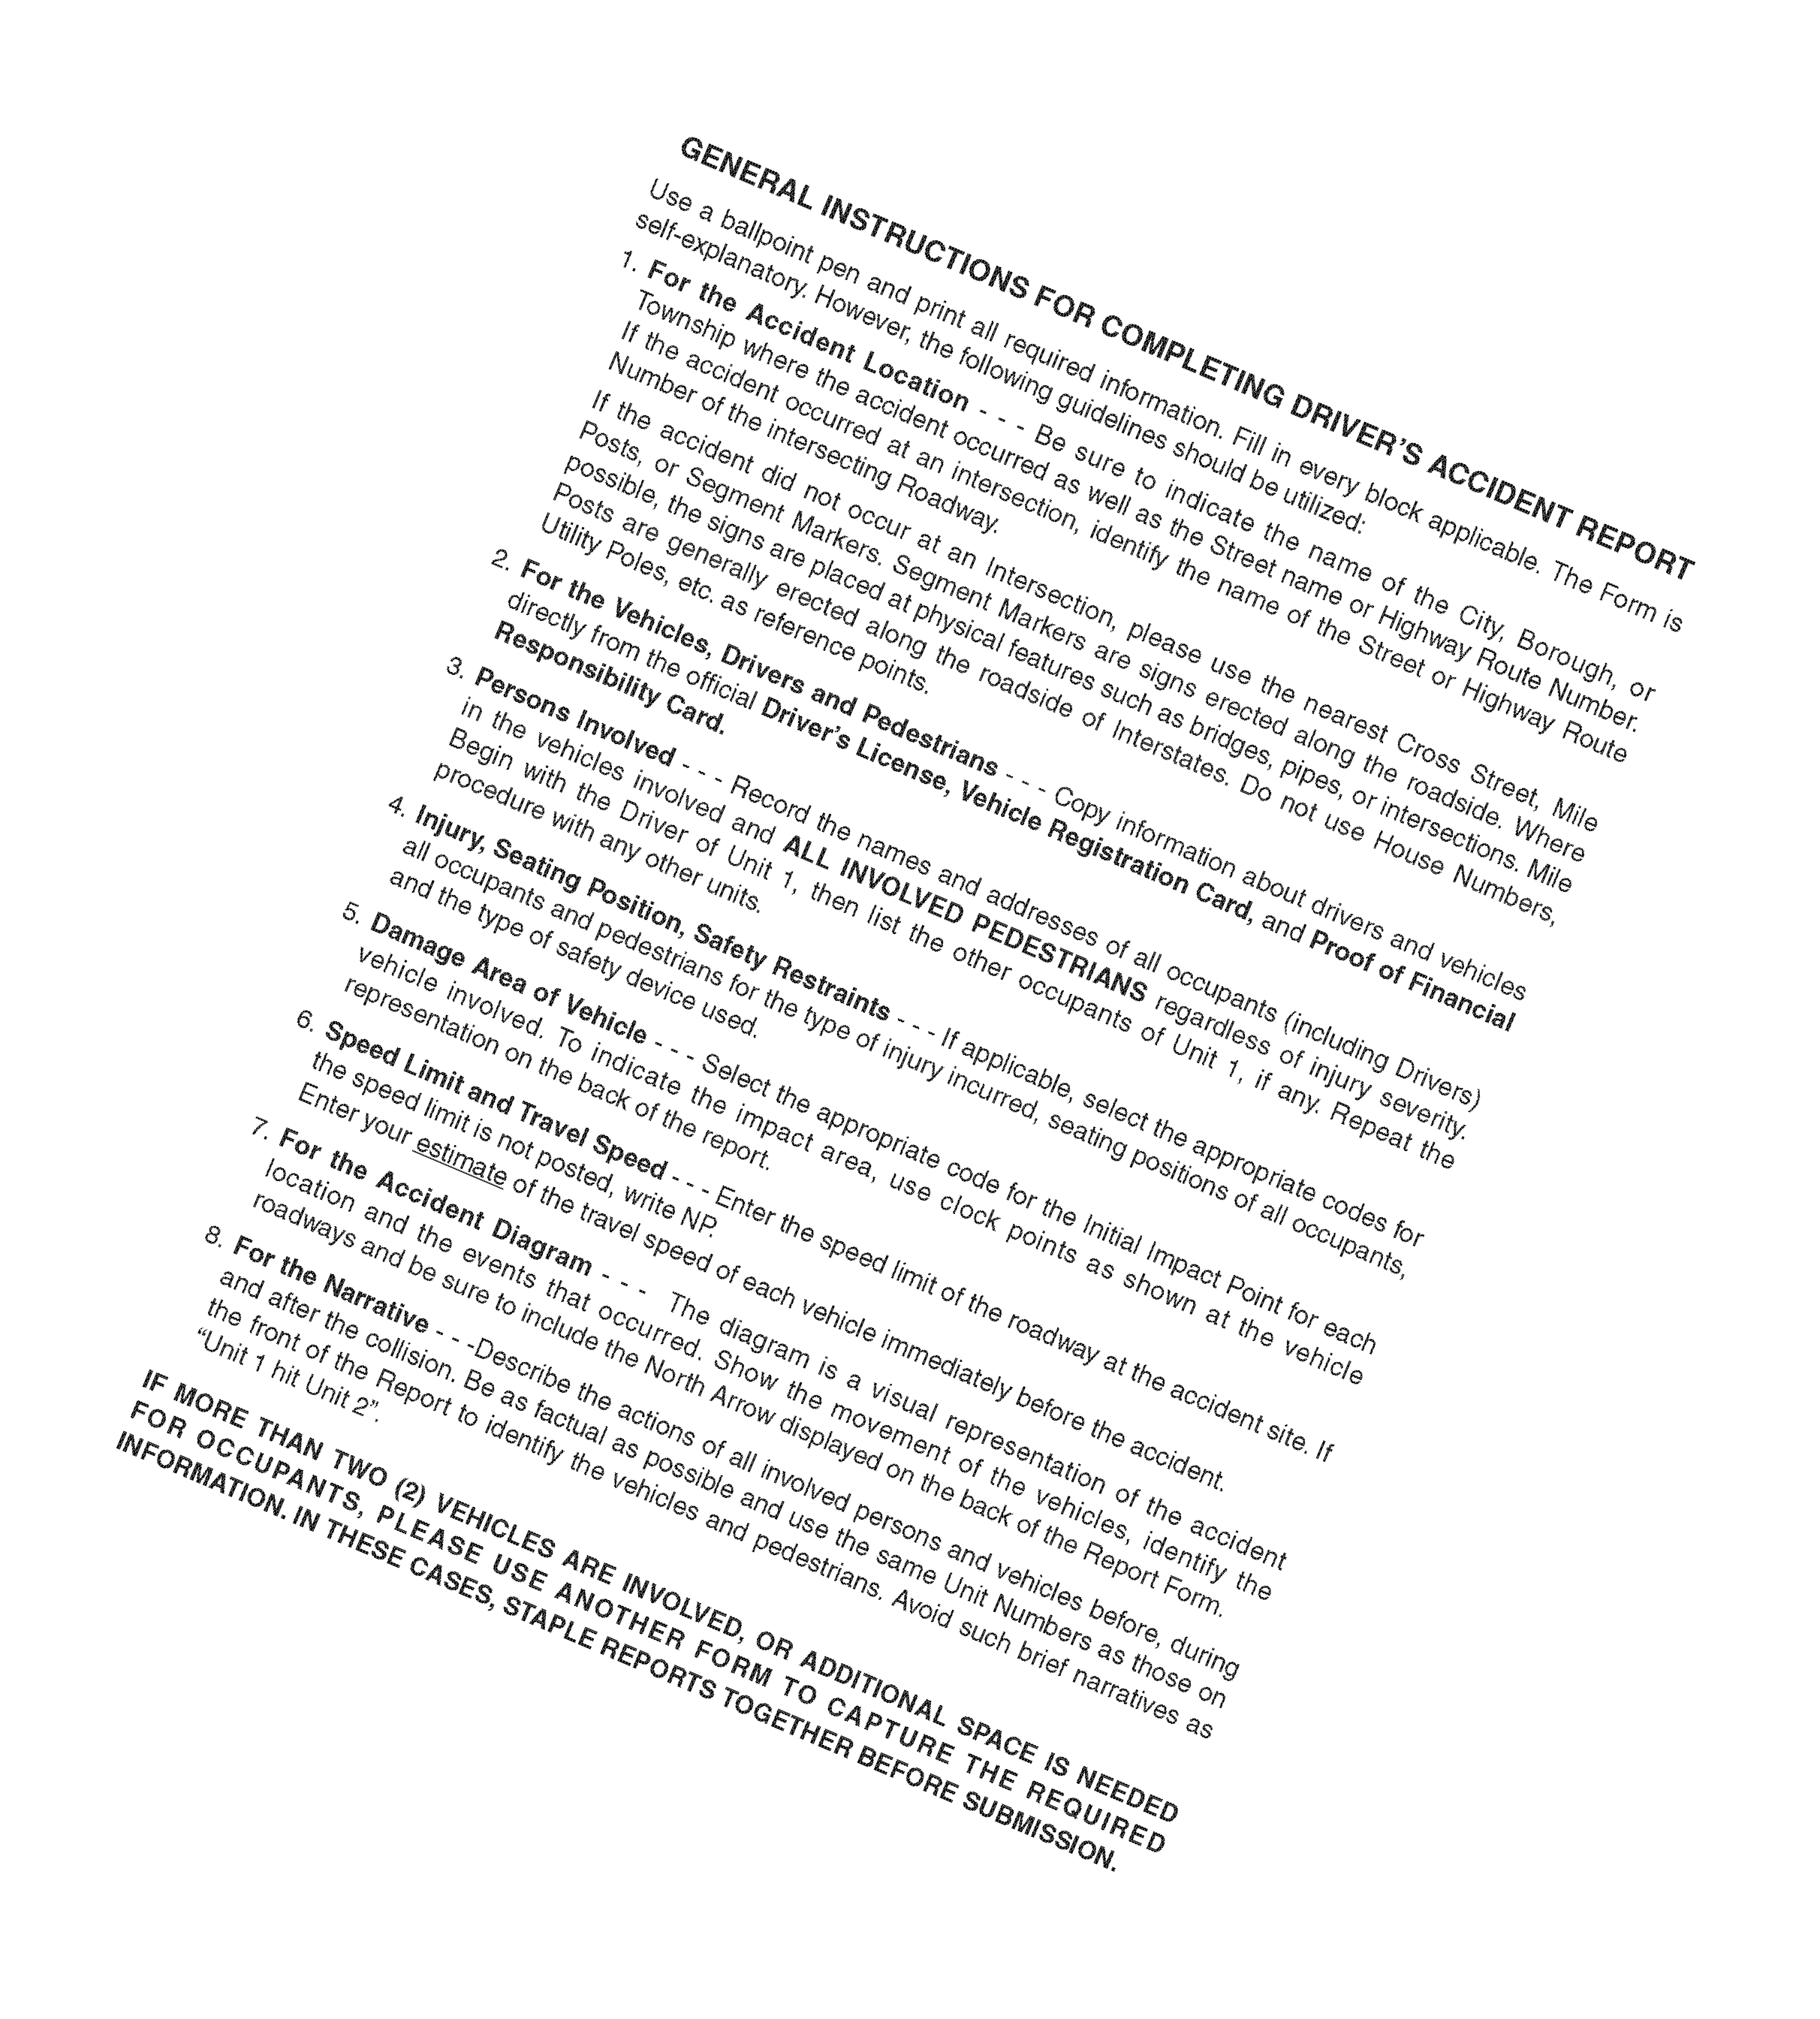 GENERAL INSTRUCTIONS FOR COMPLETING DRIVER’S ACCIDENT REPORT
Use a ballpoint pen and print all required information. Fill in every block applicable. The Form is
self-explanatory. However, the following guidelines should be utilized:
1. For the Accident Location - - - Be sure to indicate the name of the City, Borough, or
Township where the accident occurred as well as the Street name or Highway Route Number.
If the accident occurred at an intersection, identify the name of the Street or Highway Route
Number of the intersecting Roadway.
If the accident did not occur at an Intersection, please use the nearest Cross Street, Mile
Posts, or Segment Markers. Segment Markers are signs erected along the roadside. Where
possible, the signs are placed at physical features such as bridges, pipes, or intersections. Mile
Posts are generally erected along the roadside of Interstates. Do not use House Numbers,
Utility Poles, etc. as reference points.
2. For the Vehicles, Drivers and Pedestrians - - - Copy information about drivers and vehicles
directly from the official Driver’s License, Vehicle Registration Card, and Proof of Financial
Responsibility Card.
3. Persons Involved - - - Record the names and addresses of all occupants (including Drivers)
in the vehicles involved and ALL INVOLVED PEDESTRIANS regardless of injury severity.
Begin with the Driver of Unit 1, then list the other occupants of Unit 1, if any. Repeat the
procedure with any other units.
4. Injury, Seating Position, Safety Restraints - - - If applicable, select the appropriate codes for
all occupants and pedestrians for the type of injury incurred, seating positions of all occupants,
and the type of safety device used.
5. Damage Area of Vehicle - - - Select the appropriate code for the Initial Impact Point for each
vehicle involved. To indicate the impact area, use clock points as shown at the vehicle
representation on the back of the report.
6. Speed Limit and Travel Speed - - - Enter the speed limit of the roadway at the accident site. If
the speed limit is not posted, write NP.
Enter your estimate of the travel speed of each vehicle immediately before the accident.
7. For the Accident Diagram - - - The diagram is a visual representation of the accident
location and the events that occurred. Show the movement of the vehicles, identify the
roadways and be sure to include the North Arrow displayed on the back of the Report Form.
8. For the Narrative - - -Describe the actions of all involved persons and vehicles before, during
and after the collision. Be as factual as possible and use the same Unit Numbers as those on
the front of the Report to identify the vehicles and pedestrians. Avoid such brief narratives as
“Unit 1 hit Unit 2”.
IF MORE THAN TWO (2) VEHICLES ARE INVOLVED, OR ADDITIONAL SPACE IS NEEDED
FOR OCCUPANTS, PLEASE USE ANOTHER FORM TO CAPTURE THE REQUIRED
INFORMATION. IN THESE CASES, STAPLE REPORTS TOGETHER BEFORE SUBMISSION.